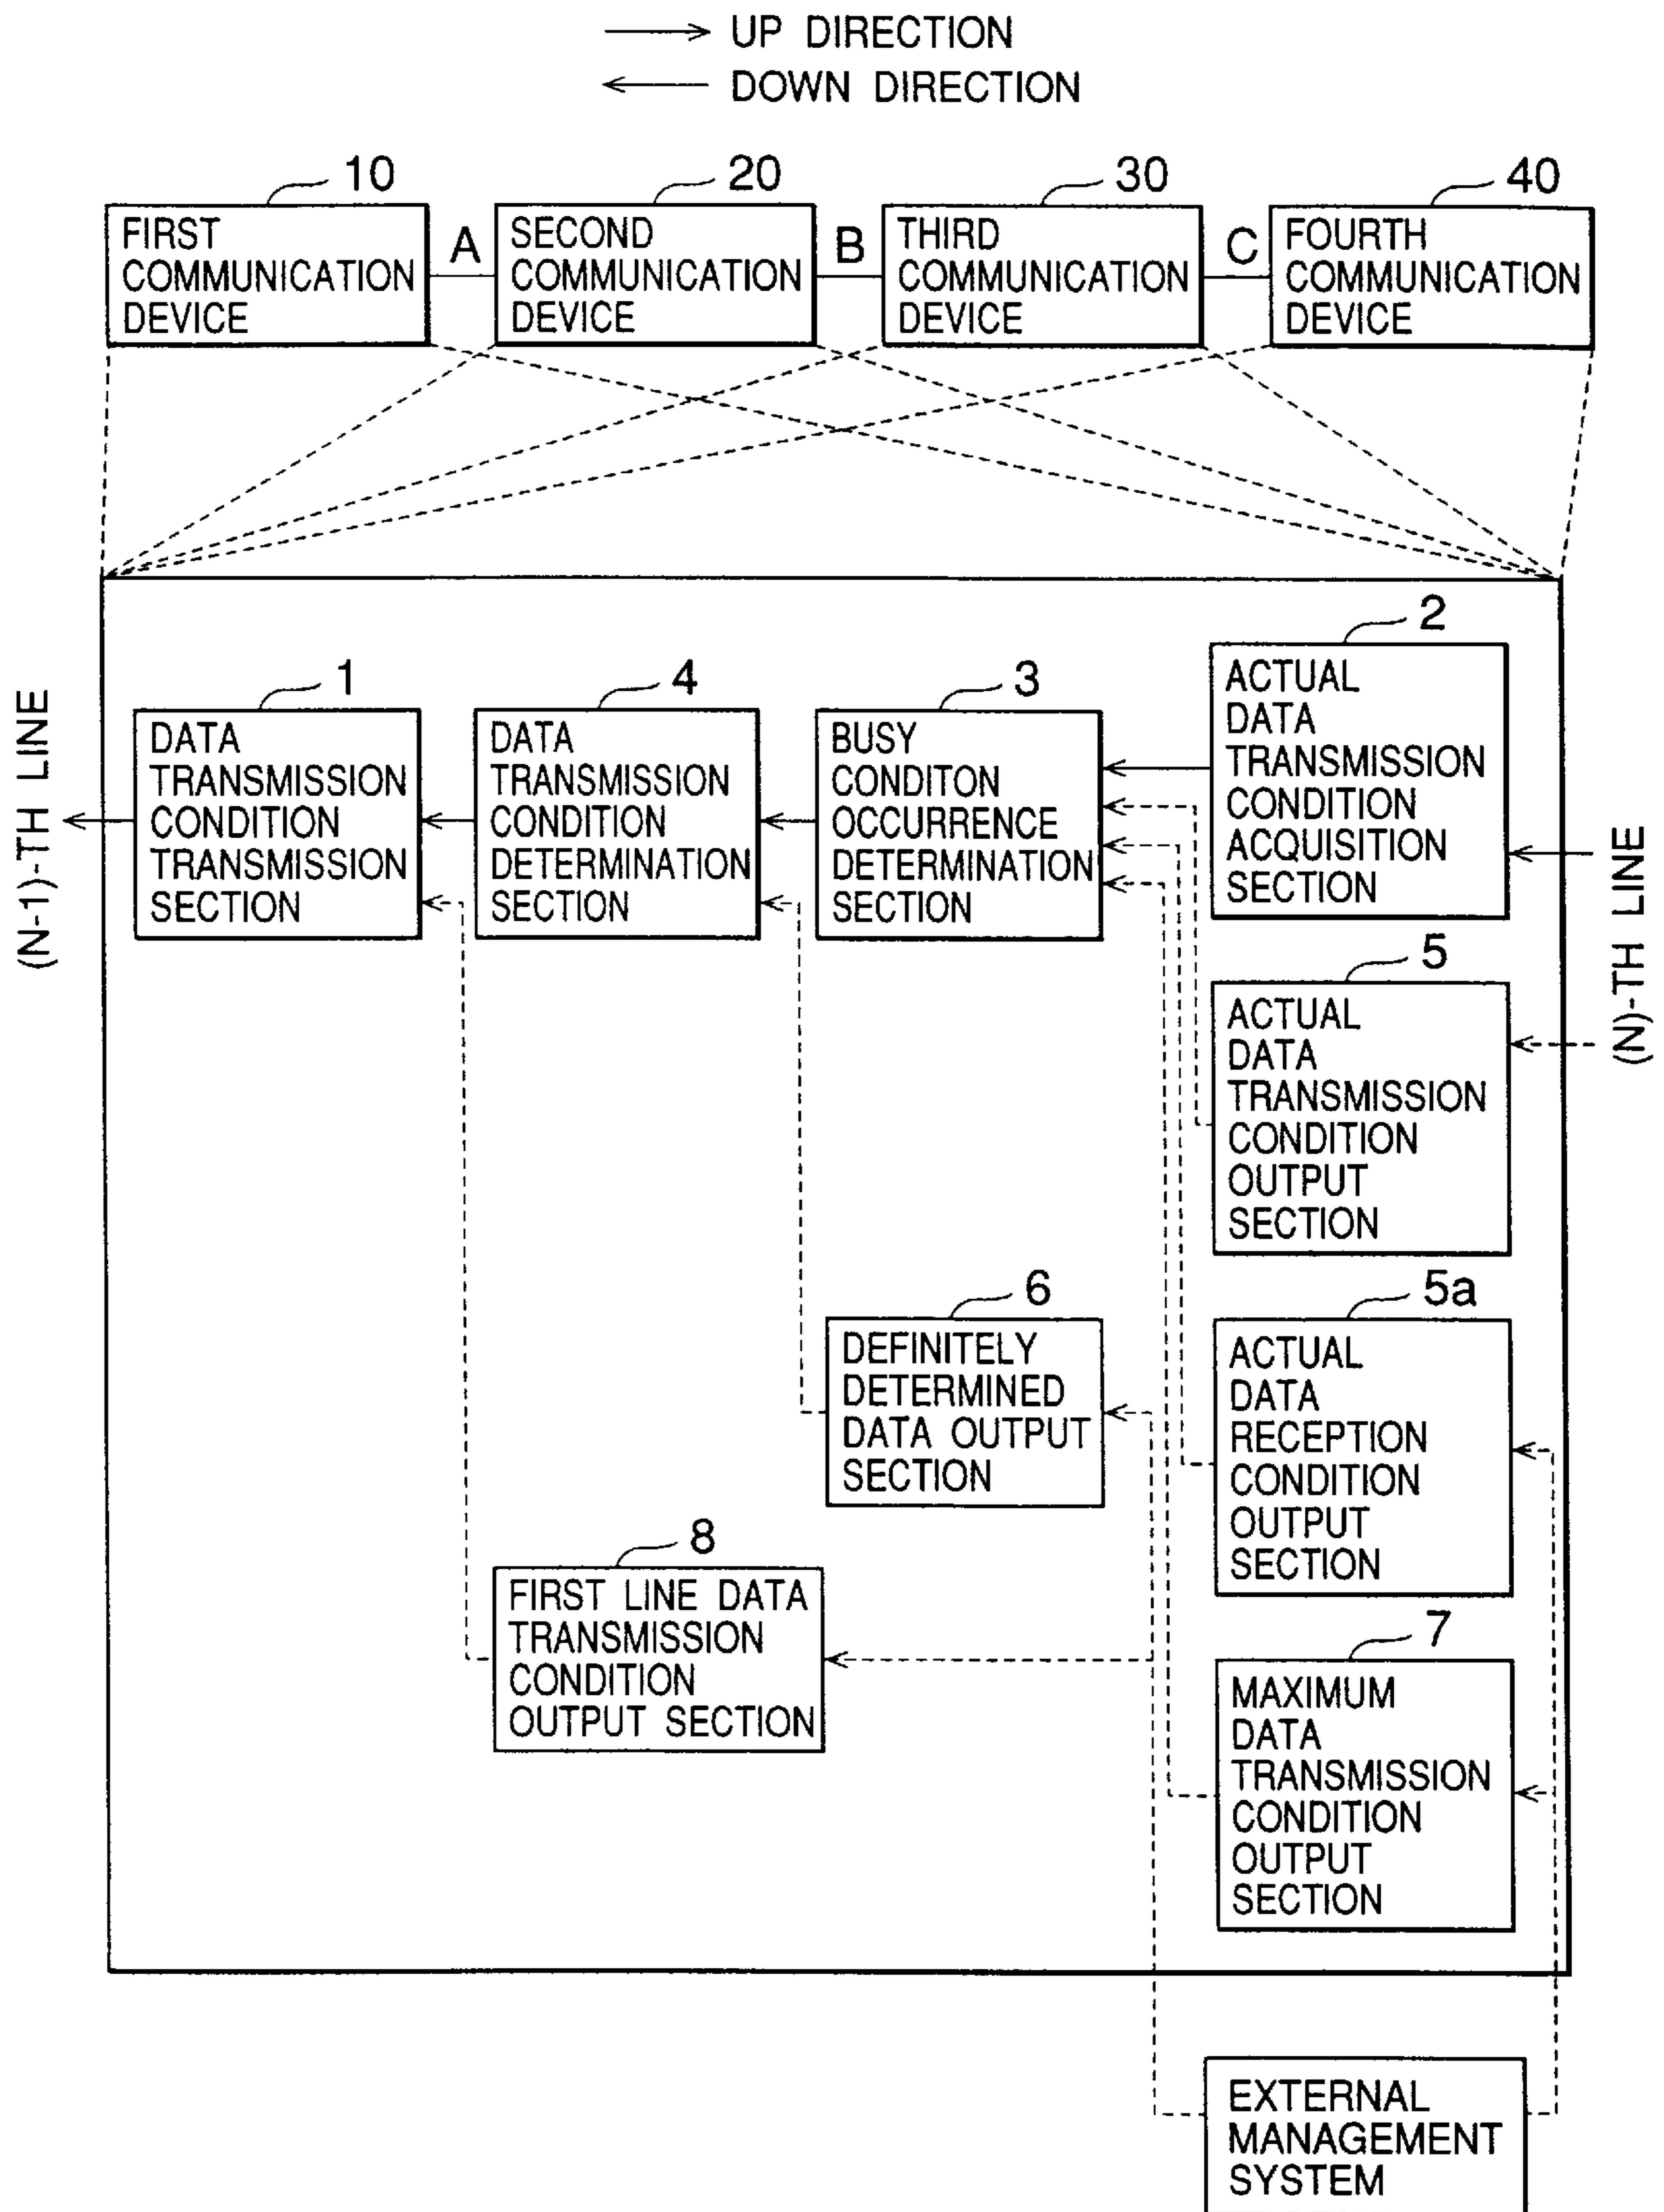 UP DIRECTION
DOWN DIRECTION
10
20
30
40
FIRST
COMMUNICATION
DEVICE
A
SECOND
COMMUNICATION
DEVICE
B
THIRD
COMMUNICATION
DEVICE
C
FOURTH
COMMUNICATION
DEVICE
(N-1)-TH LINE
1
DATA
TRANSMISSION
CONDITION
TRANSMISSION
SECTION
4
DATA
TRANSMISSION
CONDITION
DETERMINATION
SECTION
3
BUSY
CONDITON
OCCURRENCE
DETERMINATION
SECTION
2
ACTUAL
DATA
TRANSMISSION
CONDITION
ACQUISITION
SECTION
(N)-TH LINE
5
ACTUAL
DATA
TRANSMISSION
CONDITION
OUTPUT
SECTION
6
DEFINITELY
DETERMINED
DATA OUTPUT
SECTION
5a
ACTUAL
DATA
RECEPTION
CONDITION
OUTPUT
SECTION
8
FIRST LINE DATA
TRANSMISSION
CONDITION
OUTPUT SECTION
7
MAXIMUM
DATA
TRANSMISSION
CONDITION
OUTPUT
SECTION
EXTERNAL
MANAGEMENT
SYSTEM